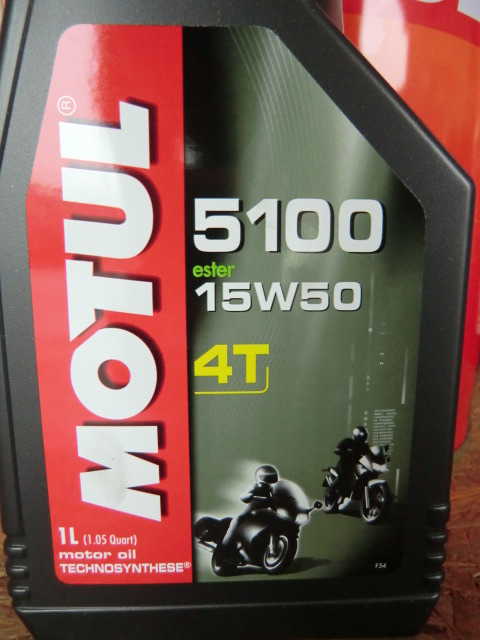 MOTUL®
5100
ester
15W50
4T
1L (1.05 Quart)
motor oil
TECHNOSYNTHESE®